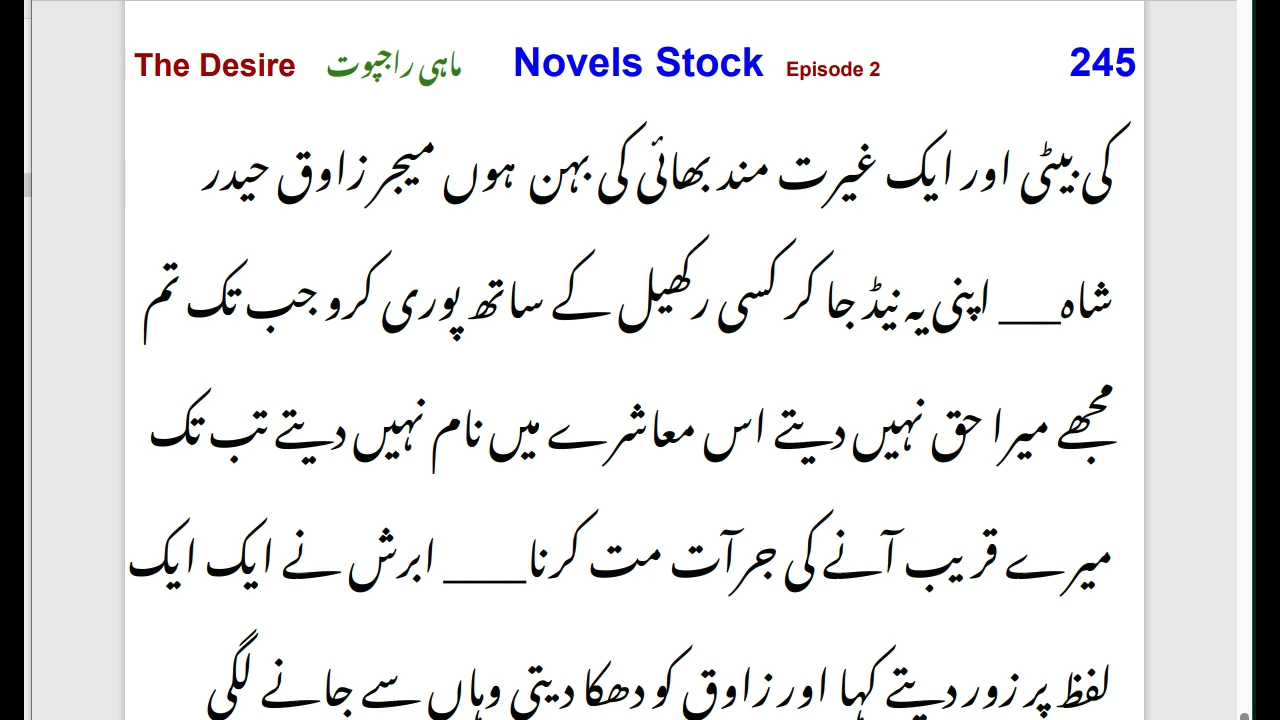 The Desire ماہی راجپوت Novels Stock Episode 2 245
کی بیٹی اور ایک غیرت مند بھائی کی بہن ہوں میجر زاوق حیدر
شاہ___ اپنی یہ نیڈ جا کر کسی رکھیل کے ساتھ پوری کرو جب تک تم
مجھے میرا حق نہیں دیتے اس معاشرے میں نام نہیں دیتے تب تک
میرے قریب آنے کی جرآت مت کرنا____ ابرش نے ایک ایک
لفظ پر زور دیتے کہا اور زاوق کو دھکا دیتی وہاں سے جانے لگی